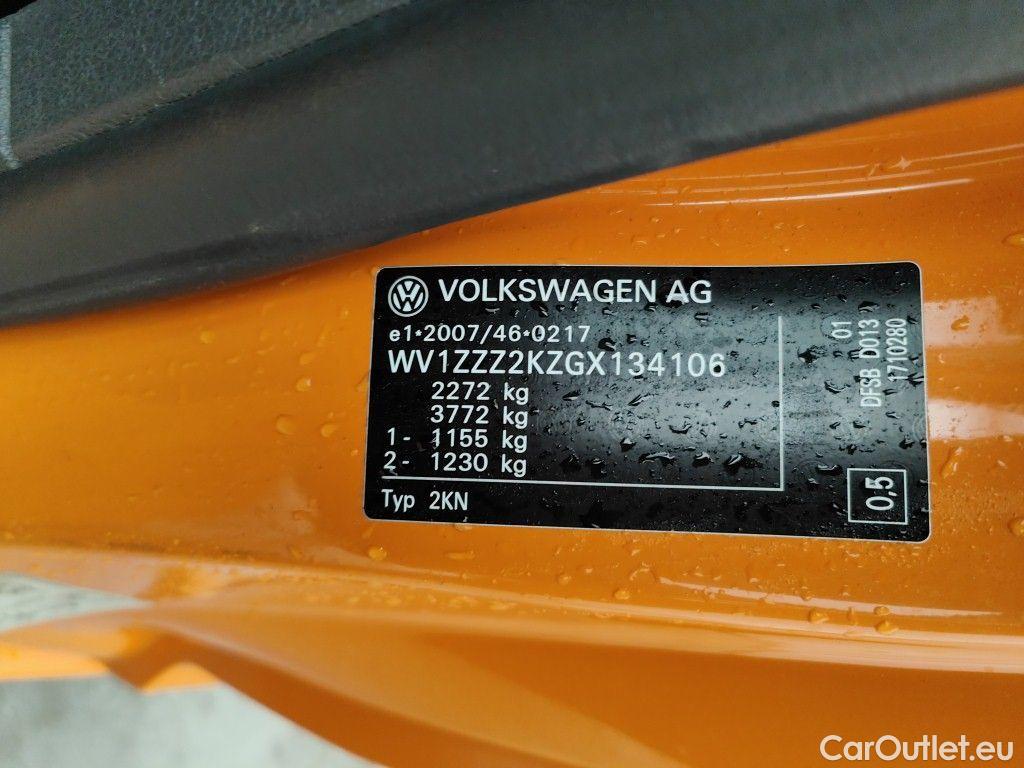 VOLKSWAGEN AG
e1*2007/46*0217
WV1ZZZ2KZGX134106
2272 kg
3772 kg
1- 1155 kg
2- 1230 kg
Typ 2KN
01
DFSB D013
1710280
0,5
CarOutlet.eu